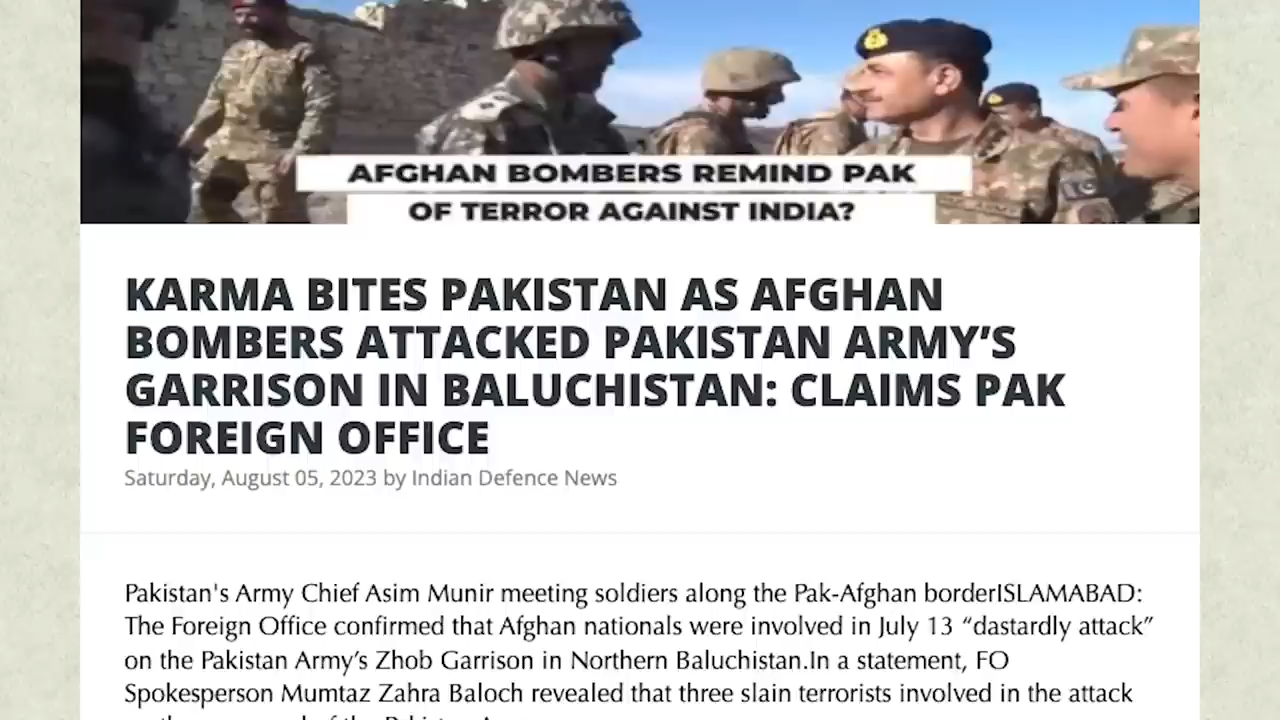 AFGHAN BOMBERS REMIND PAK
OF TERROR AGAINST INDIA?
KARMA BITES PAKISTAN AS AFGHAN
BOMBERS ATTACKED PAKISTAN ARMY’S
GARRISON IN BALUCHISTAN: CLAIMS PAK
FOREIGN OFFICE
Saturday, August 05, 2023 by Indian Defence News
Pakistan's Army Chief Asim Munir meeting soldiers along the Pak-Afghan borderISLAMABAD:
The Foreign Office confirmed that Afghan nationals were involved in July 13 “dastardly attack”
on the Pakistan Army’s Zhob Garrison in Northern Baluchistan.In a statement, FO
Spokesperson Mumtaz Zahra Baloch revealed that three slain terrorists involved in the attack